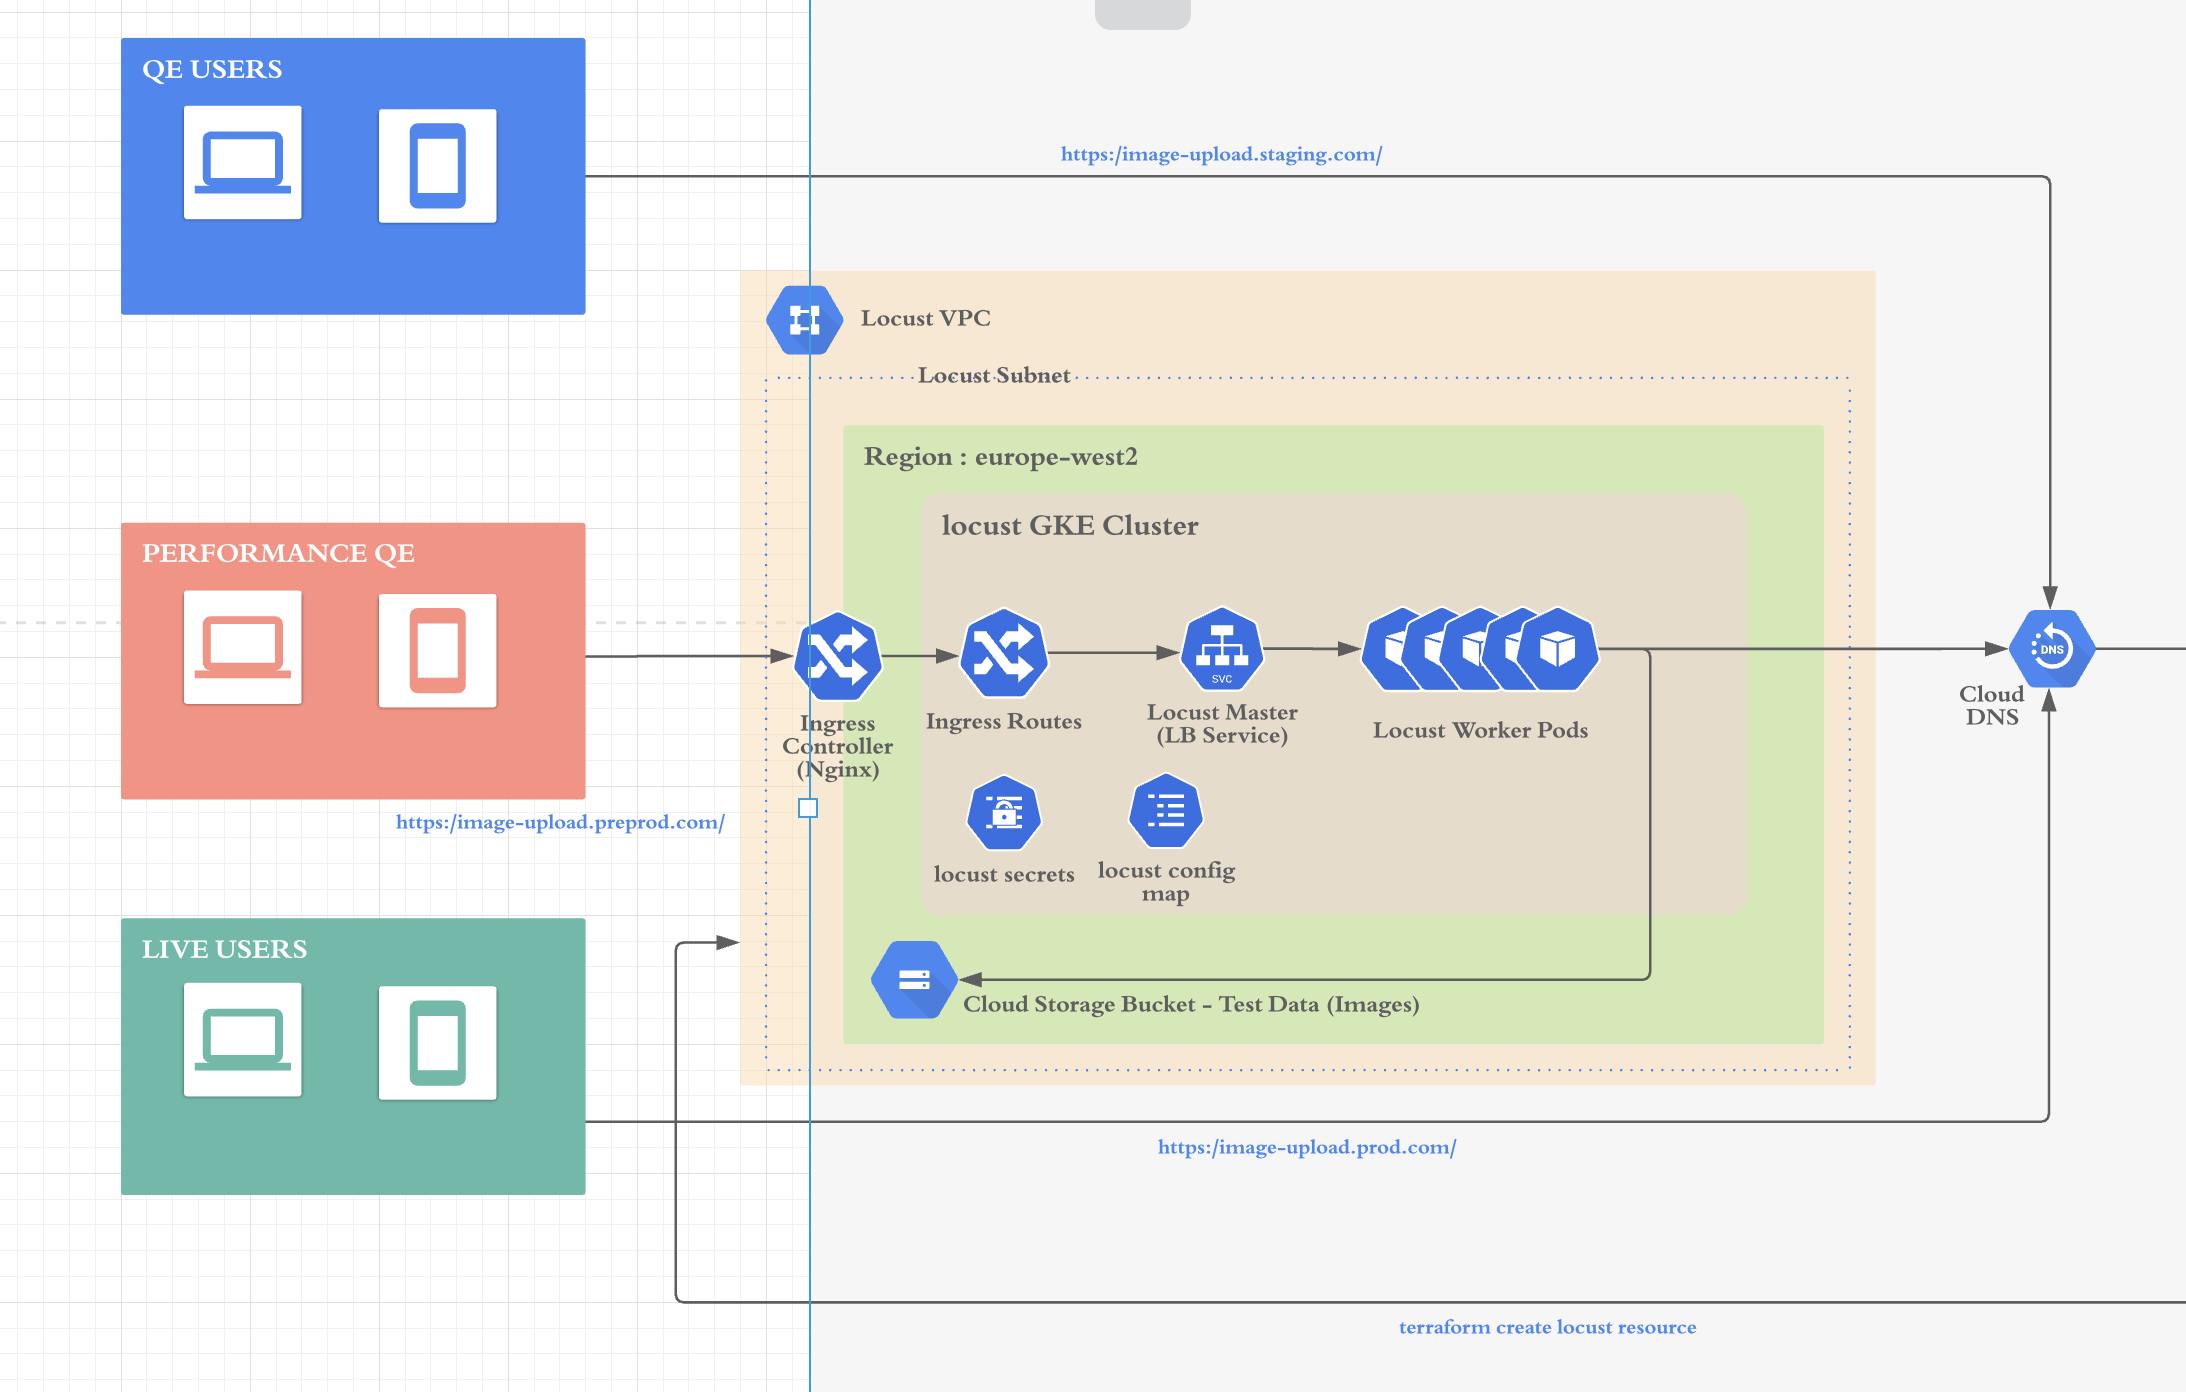 QE USERS
https:/image-upload.staging.com/
Locust VPC
Locust Subnet
Region : europe-west2
locust GKE Cluster
PERFORMANCE QE
https:/image-upload.preprod.com/
Ingress
Controller
(Nginx)
Ingress Routes
SVC
Locust Master
(LB Service)
Locust Worker Pods
DNS
Cloud
DNS
locust secrets
locust config
map
Cloud Storage Bucket - Test Data (Images)
LIVE USERS
https:/image-upload.prod.com/
terraform create locust resource